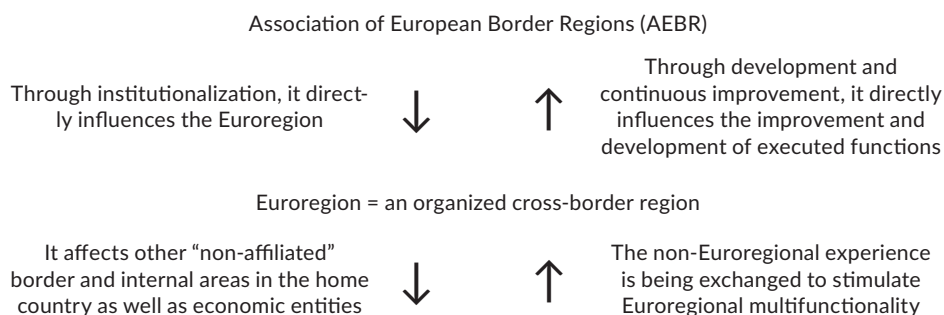 Association of European Border Regions (AEBR)
Through institutionalization, it direct-
ly influences the Euroregion
Through development and
continuous improvement, it directly
influences the improvement and
development of executed functions
Euroregion = an organized cross-border region
It affects other “non-affiliated”
border and internal areas in the home
country as well as economic entities
The non-Euroregional experience
is being exchanged to stimulate
Euroregional multifunctionality